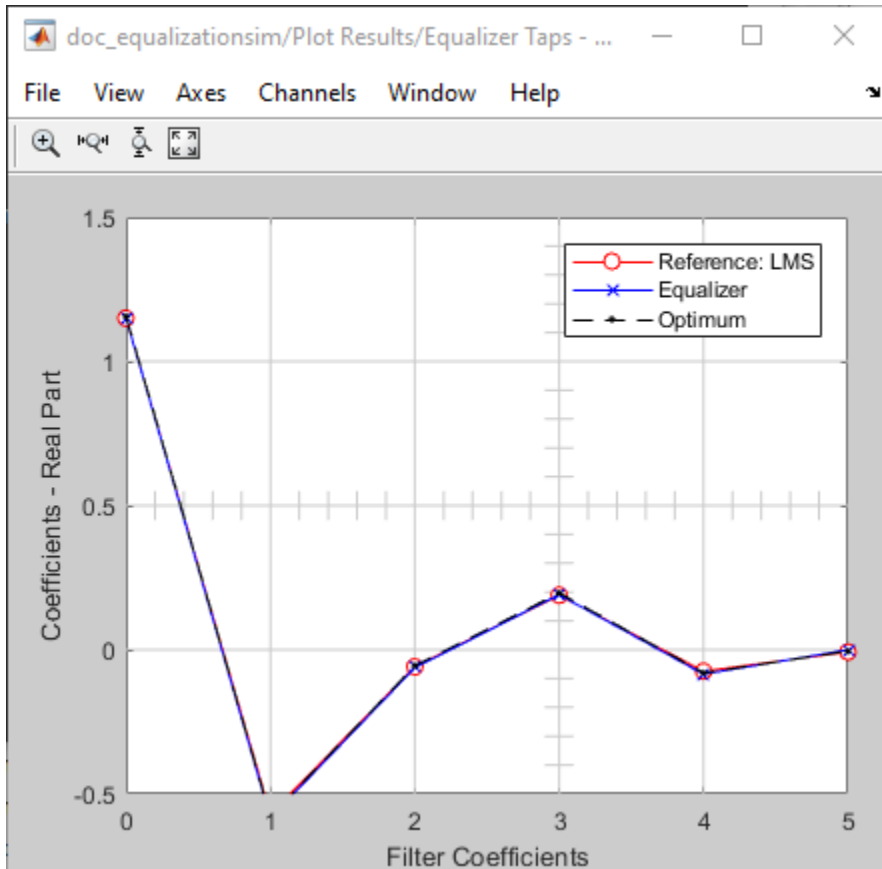 doc_equalizationsim/Plot Results/Equalizer Taps - ...
File View Axes Channels Window Help
1.5
1
0.5
0
-0.5
Coefficients - Real Part
Reference: LMS
Equalizer
Optimum
0 1 2 3 4 5
Filter Coefficients